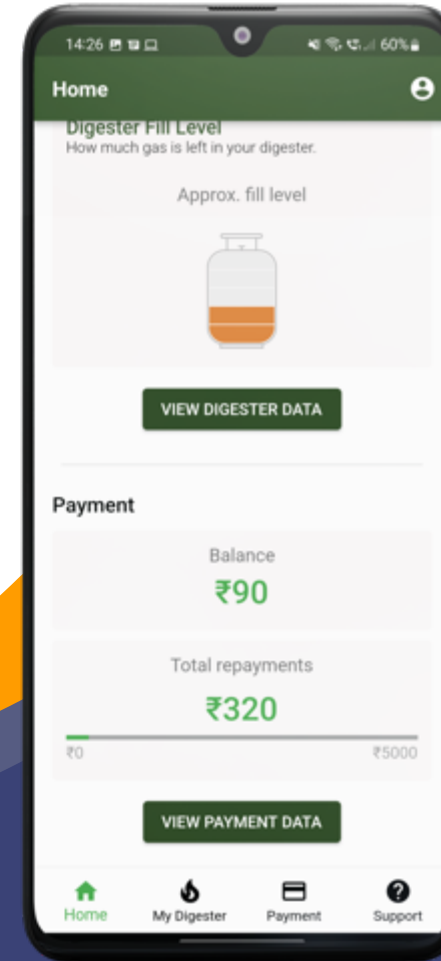 14:26 60%
Home
Digester Fill Level
How much gas is left in your digester.
Approx. fill level
VIEW DIGESTER DATA
Payment
Balance
₹90
Total repayments
₹320
₹0 ₹5000
VIEW PAYMENT DATA
Home My Digester Payment Support